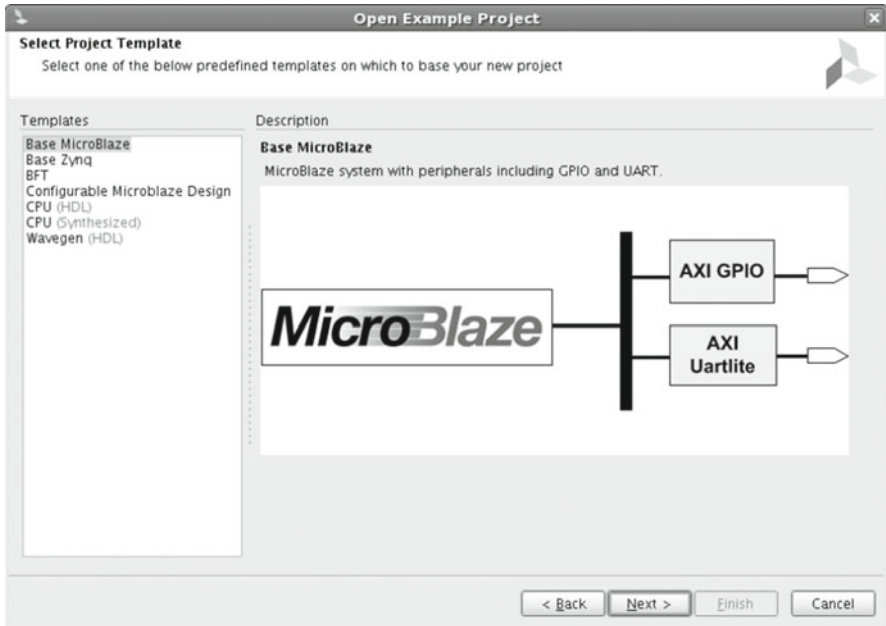 Open Example Project
Select Project Template
Select one of the below predefined templates on which to base your new project
Templates
Base MicroBlaze
Base Zynq
BFT
Configurable Microblaze Design
CPU (HDL)
CPU (Synthesized)
Wavegen (HDL)
Description
Base MicroBlaze
MicroBlaze system with peripherals including GPIO and UART.
MicroBlaze
AXI GPIO
AXI
Uartlite
< Back
Next >
Finish
Cancel